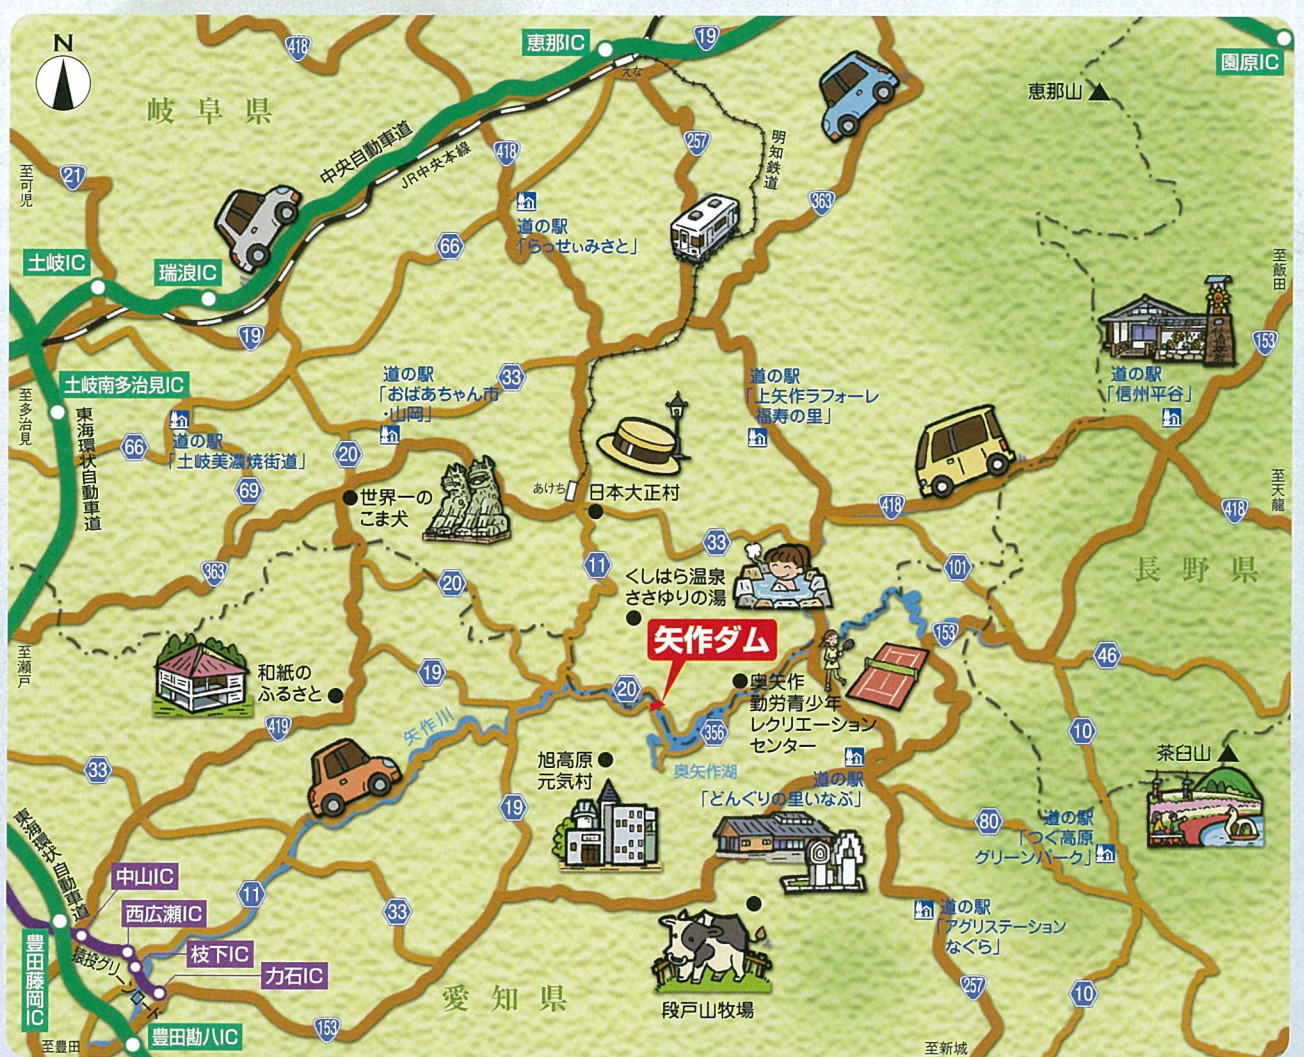 N
418
恵那IC
19
園原IC
えな
恵那山
岐阜県
中央自動車道
JR中央本線
418
257
明知鉄道
21
至可児
363
道の駅
「らっせぃみさと」
66
土岐IC
瑞浪IC
19
至飯田
153
土岐南多治見IC
至多治見
東海環状自動車道
道の駅
「おばあちゃん市
・山岡」
33
道の駅
「上矢作ラフォーレ
福寿の里」
道の駅
「信州平谷」
66
道の駅
「土岐美濃焼街道」
20
69
世界一の
こま犬
あけち
日本大正村
418
418
至天龍
363
20
11
33
101
長野県
くしはら温泉
ささゆりの湯
矢作ダム
153
46
至瀬戸
和紙の
ふるさと
19
20
奥矢作
勤労青少年
レクリエーション
センター
356
419
矢作川
10
33
旭高原
元気村
奥矢作湖
道の駅
「どんぐりの里いなぶ」
茶臼山
19
80
道の駅
「つぐ高原
グリーンパーク」
東海環状自動車道
中山IC
西広瀬IC
枝下IC
力石IC
猿投グリーンロード
豊田藤岡IC
豊田勘八IC
至豊田
11
33
153
愛知県
段戸山牧場
道の駅
「アグリステーション
なぐら」
257
10
至新城